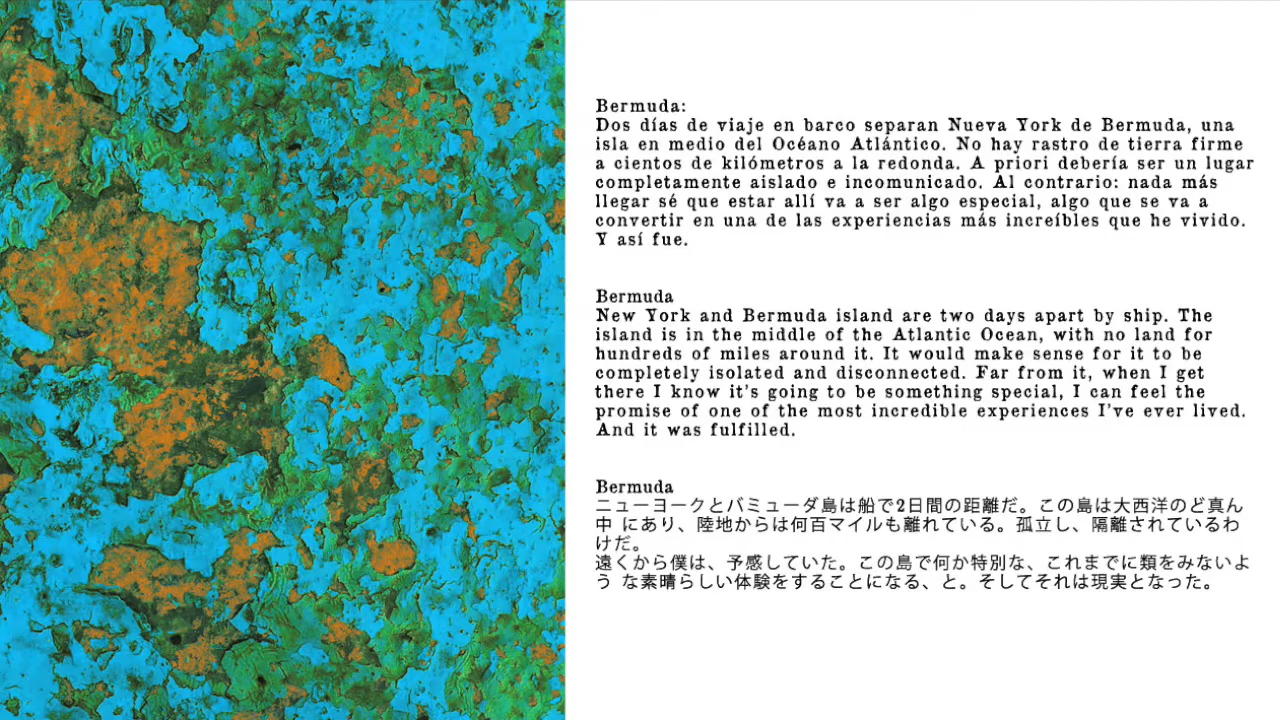 Bermuda:
Dos días de viaje en barco separan Nueva York de Bermuda, una
isla en medio del Océano Atlántico. No hay rastro de tierra firme
a cientos de kilómetros a la redonda. A priori debería ser un lugar
completamente aislado e incomunicado. Al contrario: nada más
llegar sé que estar allí va a ser algo especial, algo que se va a
convertir en una de las experiencias más increíbles que he vivido.
Y así fue.
Bermuda
New York and Bermuda island are two days apart by ship. The
island is in the middle of the Atlantic Ocean, with no land for
hundreds of miles around it. It would make sense for it to be
completely isolated and disconnected. Far from it, when I get
there I know it's going to be something special, I can feel the
promise of one of the most incredible experiences I've ever lived.
And it was fulfilled.
Bermuda
ニューヨークとバミューダ島は船で2日間の距離だ。この島は大西洋のど真ん
中 にあり、陸地からは何百マイルも離れている。孤立し、隔離されているわ
けだ。
遠くから僕は、予感していた。この島で何か特別な、これまでに類をみないよ
う な素晴らしい体験をすることになる、と。そしてそれは現実となった。